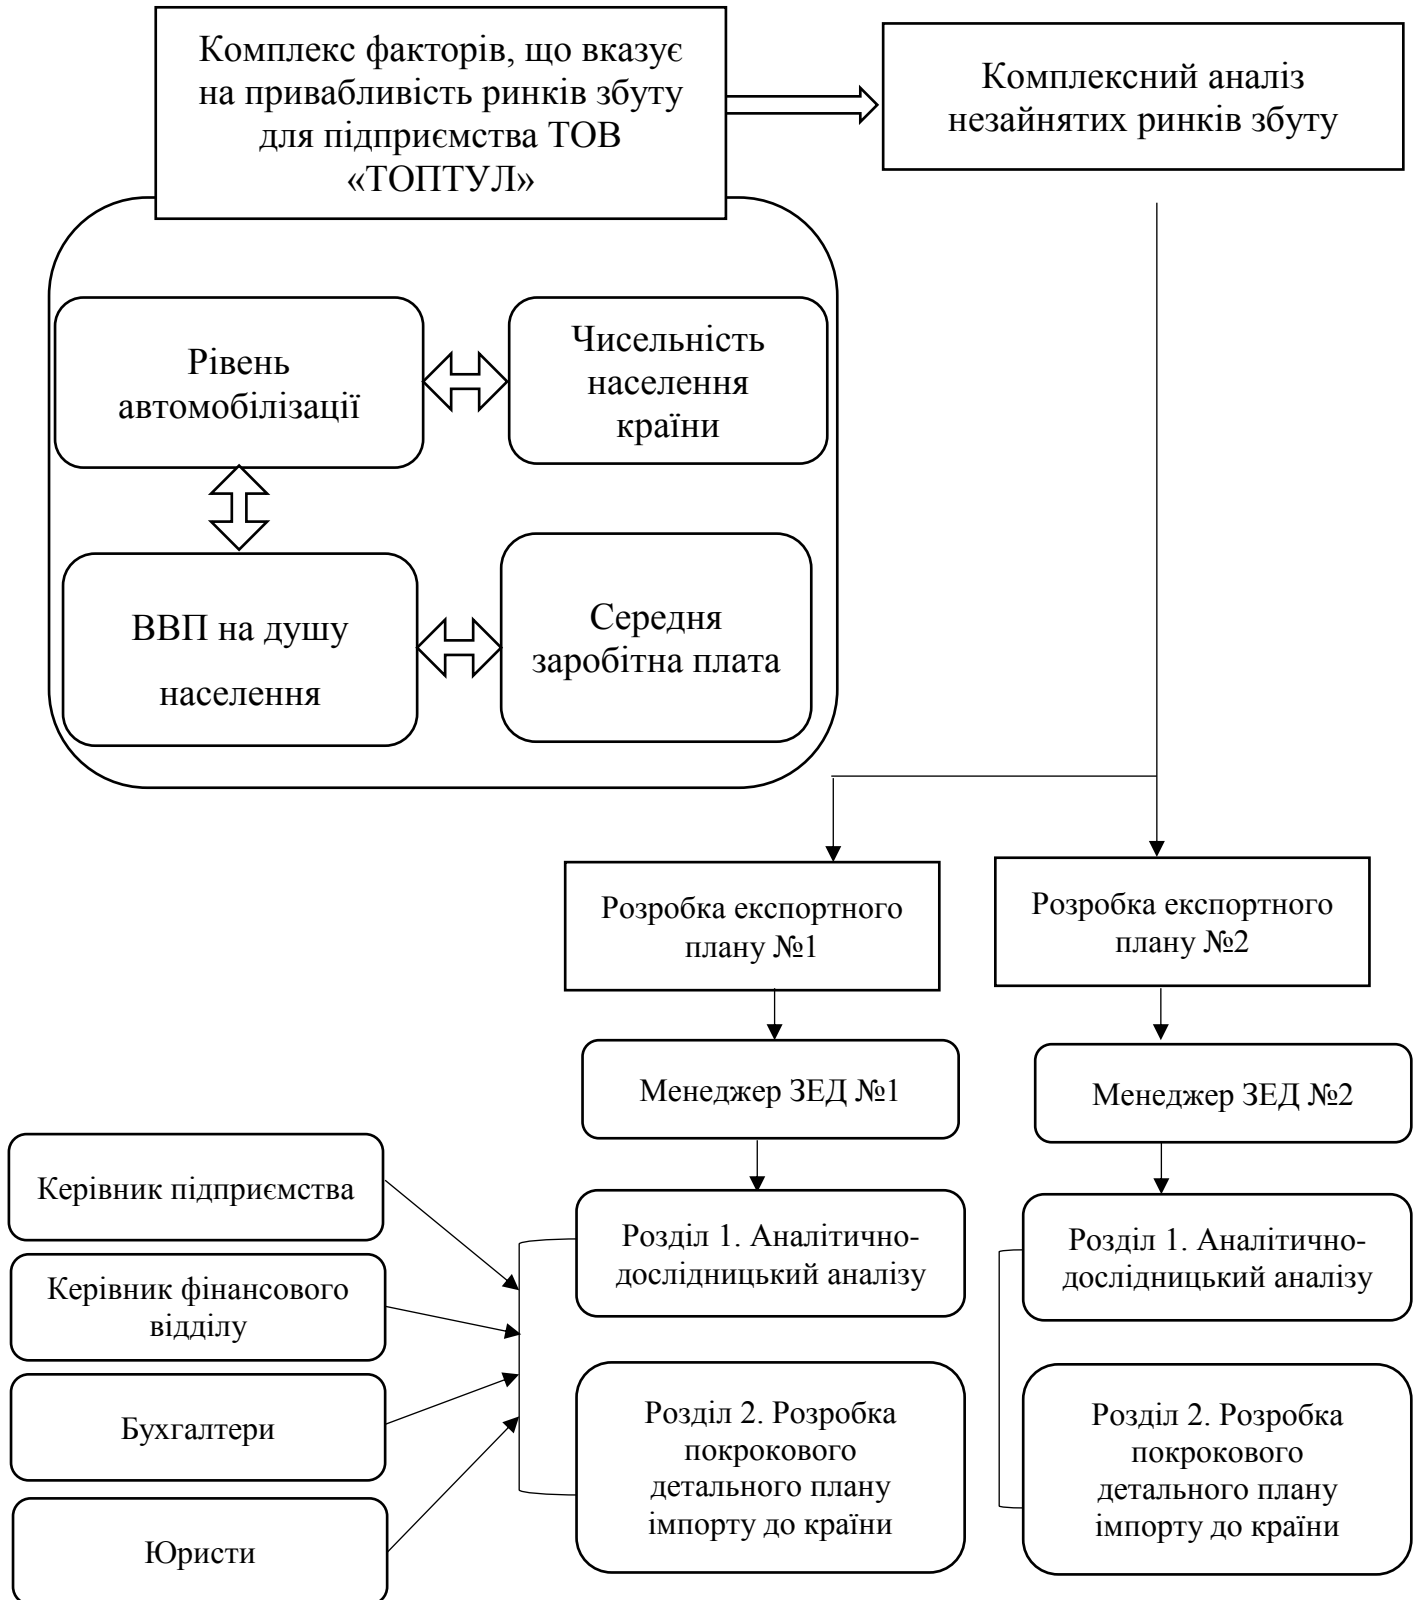 Комплекс факторів, що вказує
на привабливість ринків збуту
для підприємства ТОВ
«ТОПТУЛ»
Комплексний аналіз
незайнятих ринків збуту
Рівень
автомобілізації
Чисельність
населення
країни
ВВП на душу
населення
Середня
заробітна плата
Розробка експортного
плану №1
Розробка експортного
плану №2
Менеджер ЗЕД №1
Менеджер ЗЕД №2
Керівник підприємства
Керівник фінансового
відділу
Бухгалтери
Юристи
Розділ 1. Аналітично-
дослідницький аналізу
Розділ 2. Розробка
покрокового
детального плану
імпорту до країни
Розділ 1. Аналітично-
дослідницький аналізу
Розділ 2. Розробка
покрокового
детального плану
імпорту до країни